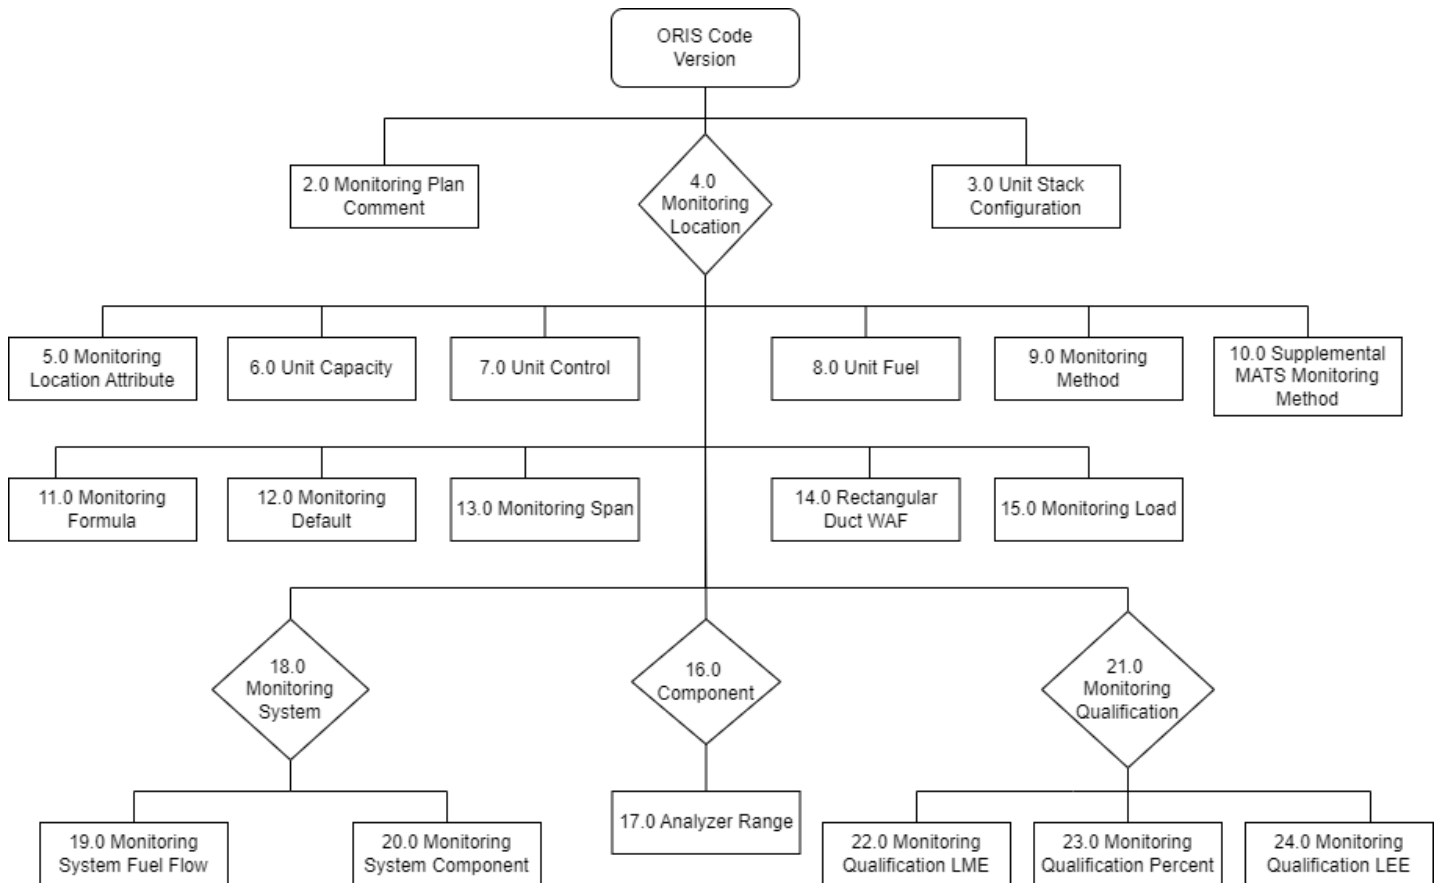 ORIS Code
Version
2.0 Monitoring Plan
Comment
4.0
Monitoring
Location
3.0 Unit Stack
Configuration
5.0 Monitoring
Location Attribute
6.0 Unit Capacity
7.0 Unit Control
8.0 Unit Fuel
9.0 Monitoring
Method
10.0 Supplemental
MATS Monitoring
Method
11.0 Monitoring
Formula
12.0 Monitoring
Default
13.0 Monitoring Span
14.0 Rectangular
Duct WAF
15.0 Monitoring Load
18.0
Monitoring
System
16.0
Component
21.0
Monitoring
Qualification
19.0 Monitoring
System Fuel Flow
20.0 Monitoring
System Component
17.0 Analyzer Range
22.0 Monitoring
Qualification LME
23.0 Monitoring
Qualification Percent
24.0 Monitoring
Qualification LEE